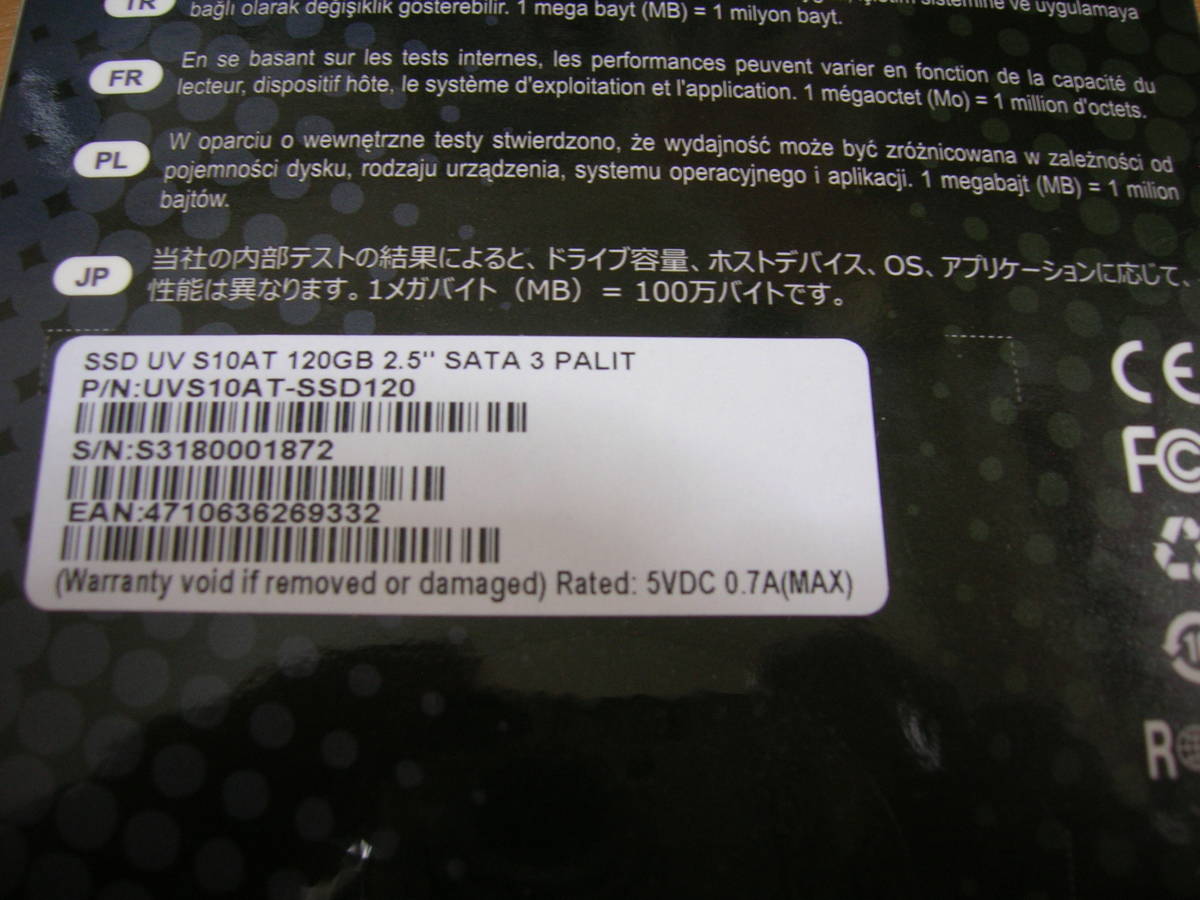 TR
bağlı olarak değişiklik gösterebilir. 1 mega bayt (MB) = 1 milyon bayt.
sistemine ve uygulamaya
FR
En se basant sur les tests internes, les performances peuvent varier en fonction de la capacité du
lecteur, dispositif hôte, le système d'exploitation et l'application. 1 mégaoctet (Mo) = 1 million d'octets.
PL
W oparciu o wewnętrzne testy stwierdzono, że wydajność może być zróżnicowana w zależności od
pojemności dysku, rodzaju urządzenia, systemu operacyjnego i aplikacji. 1 megabajt (MB) = 1 milion
bajtów.
JP
当社の内部テストの結果によると、ドライブ容量、ホストデバイス、OS、アプリケーションに応じて、
性能は異なります。1メガバイト（MB）= 100万バイトです。
SSD UV S10AT 120GB 2.5'' SATA 3 PALIT
P/N:UVS10AT-SSD120
S/N:S3180001872
EAN:4710636269332
(Warranty void if removed or damaged) Rated: 5VDC 0.7A(MAX)
CE
FC
R